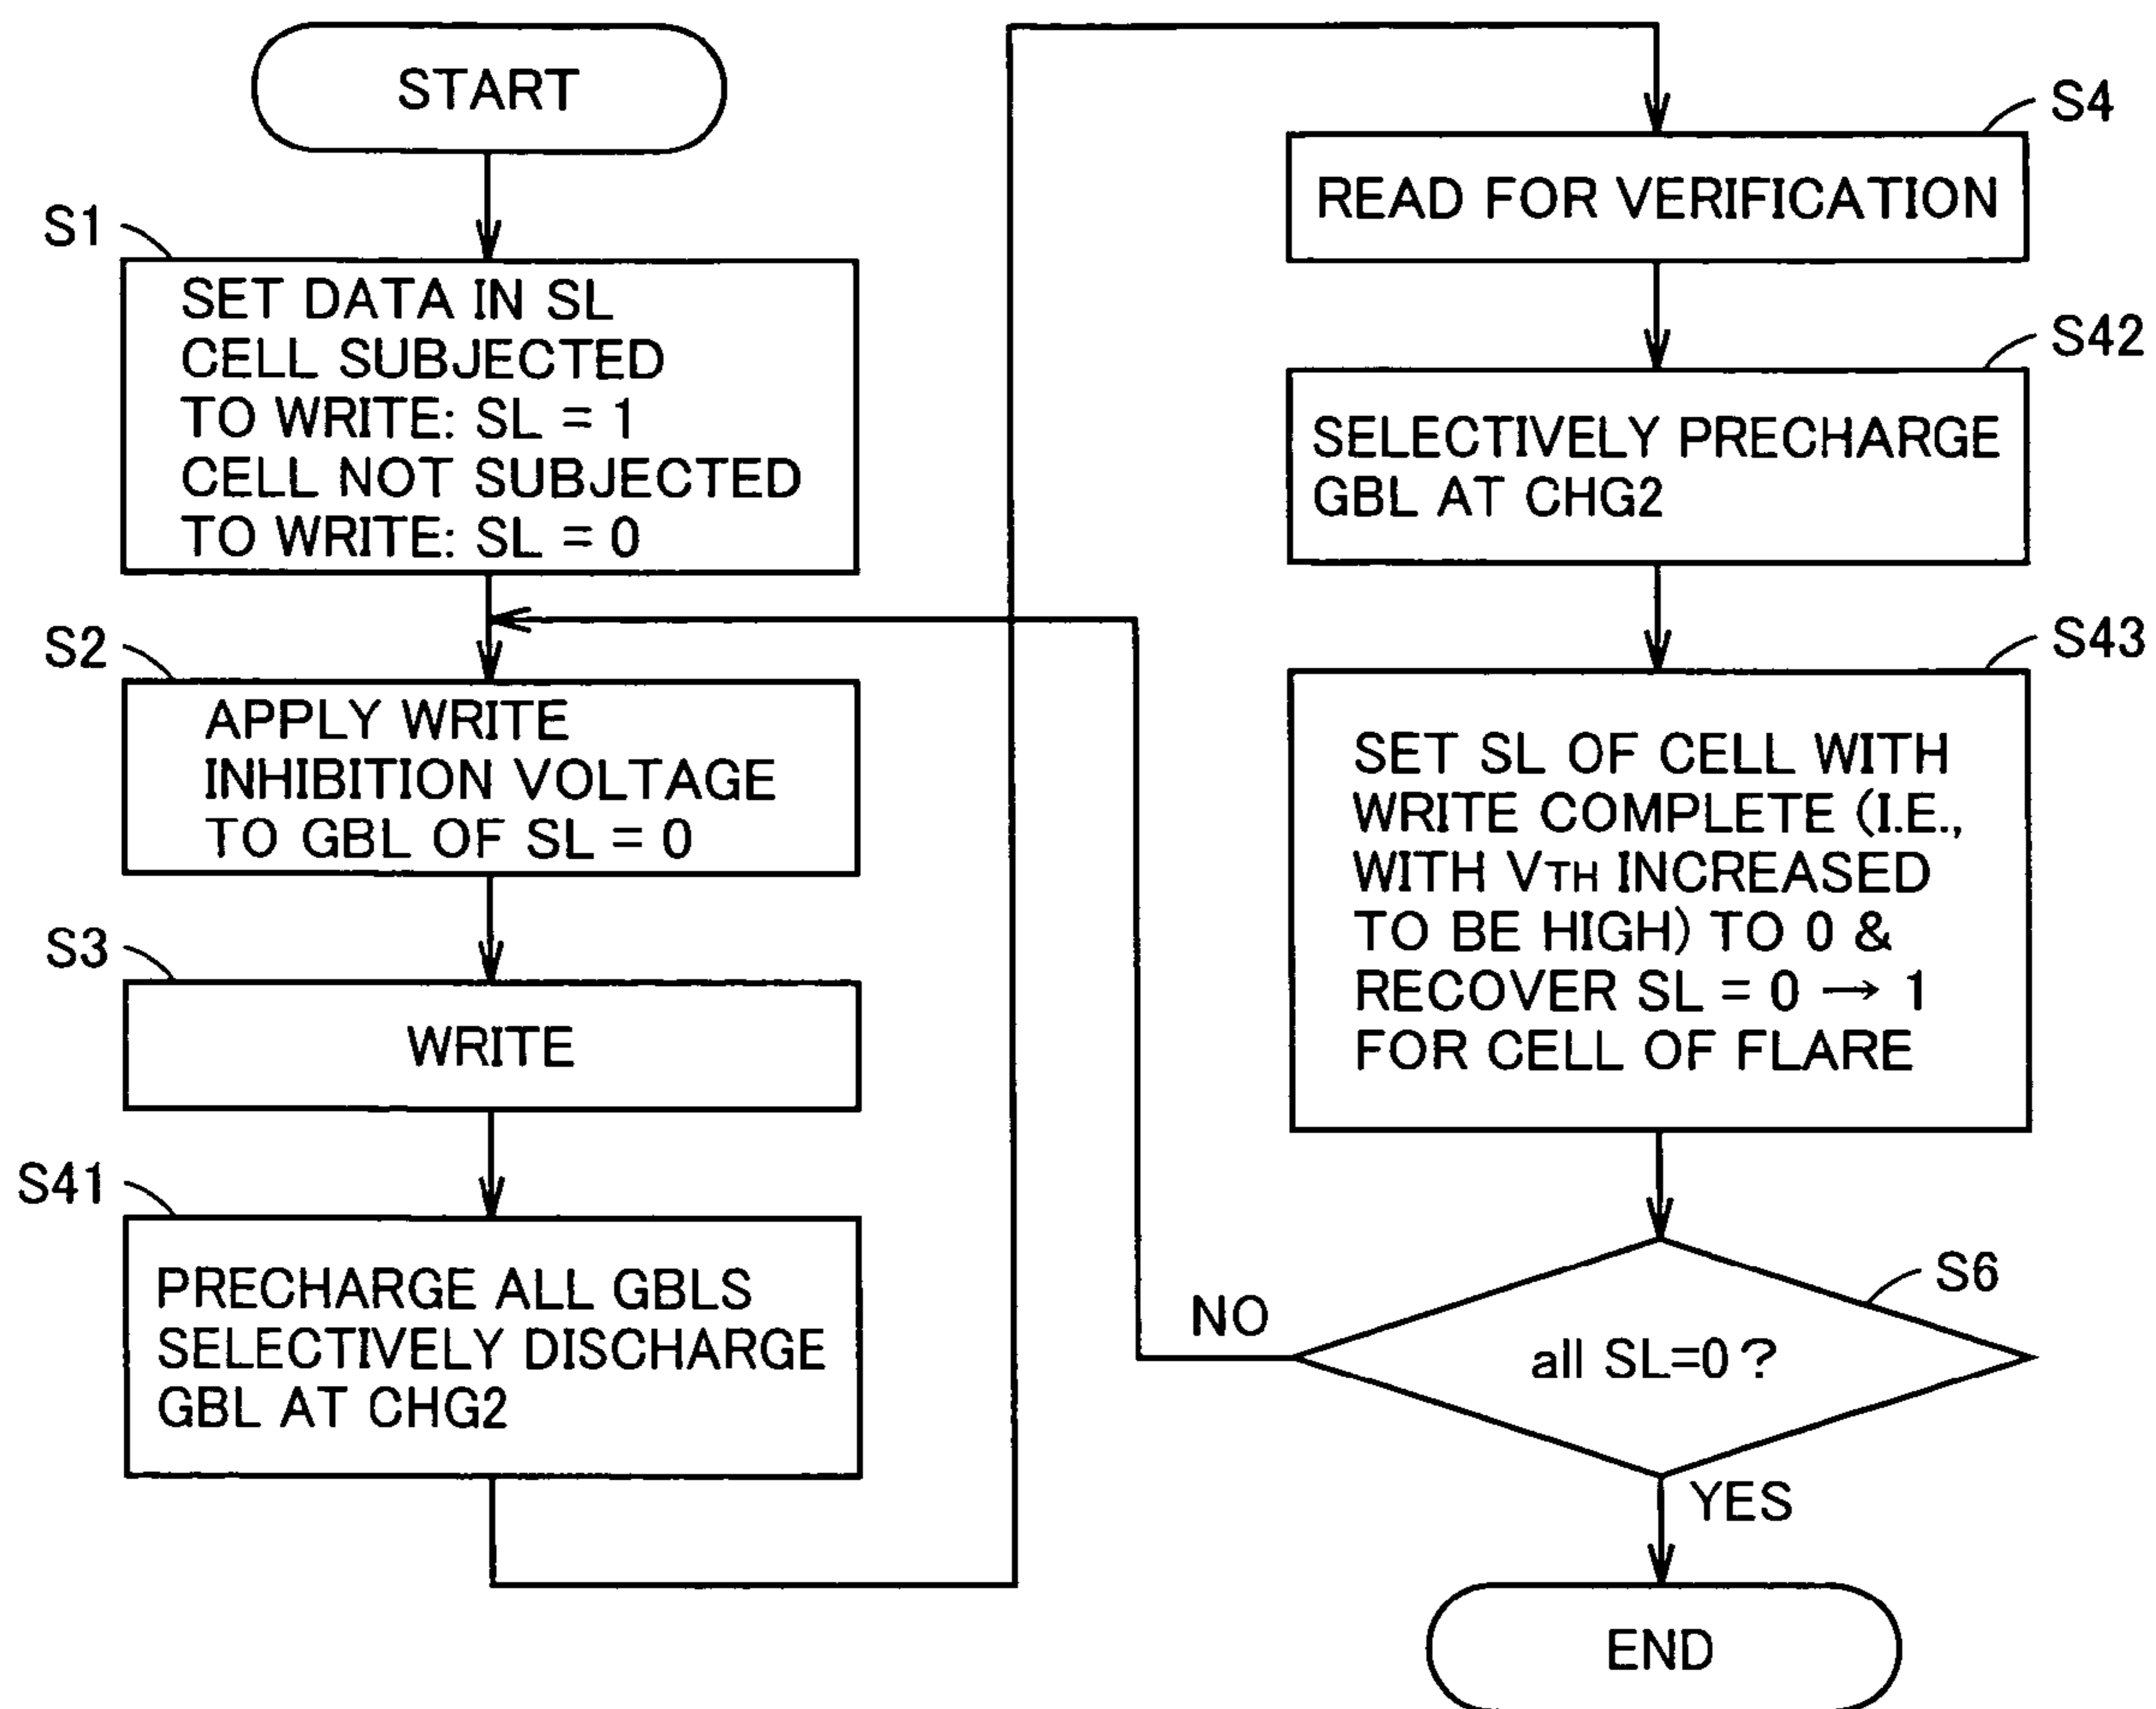 START
S1
SET DATA IN SL
CELL SUBJECTED
TO WRITE: SL = 1
CELL NOT SUBJECTED
TO WRITE: SL = 0
S2
APPLY WRITE
INHIBITION VOLTAGE
TO GBL OF SL = 0
S3
WRITE
S41
PRECHARGE ALL GBLS
SELECTIVELY DISCHARGE
GBL AT CHG2
S4
READ FOR VERIFICATION
S42
SELECTIVELY PRECHARGE
GBL AT CHG2
S43
SET SL OF CELL WITH
WRITE COMPLETE (I.E.,
WITH VTH INCREASED
TO BE HIGH) TO 0 &
RECOVER SL = 0 → 1
FOR CELL OF FLARE
S6
all SL=0 ?
NO
YES
END